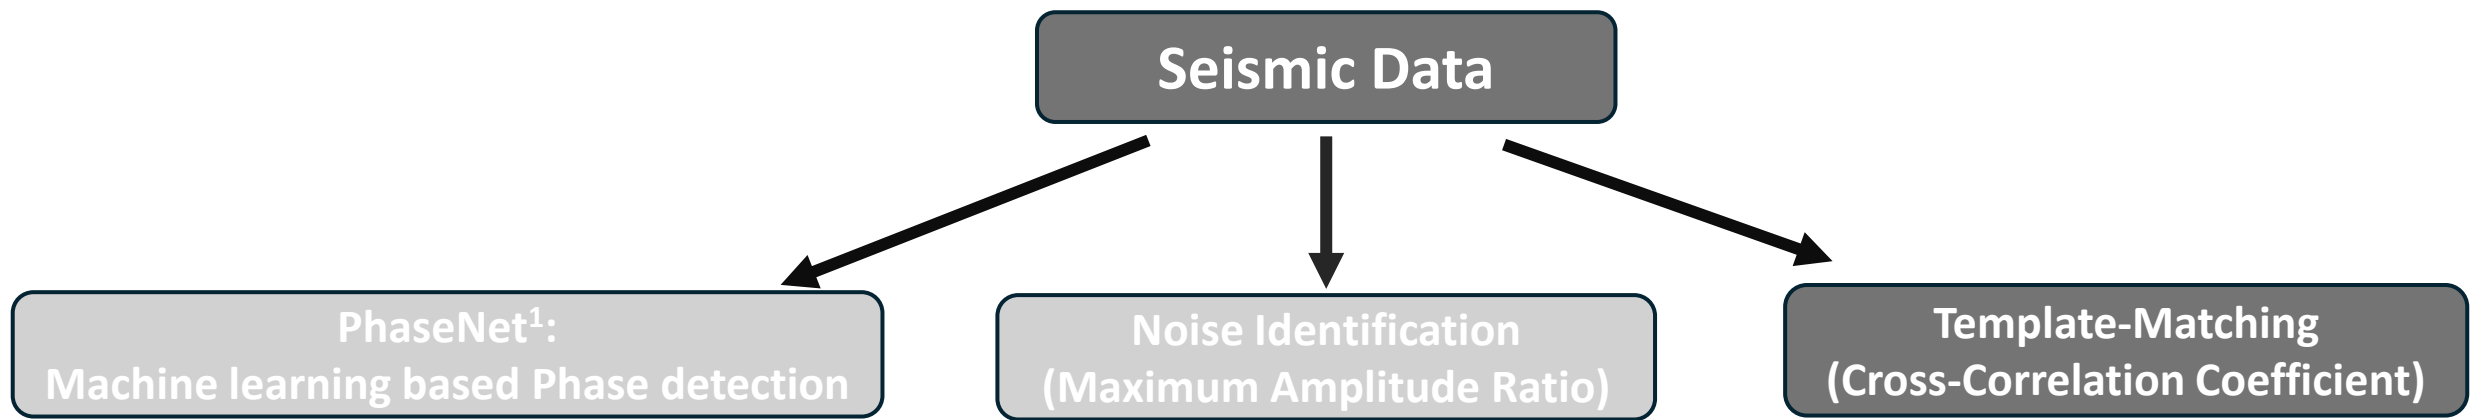 Seismic Data
PhaseNet¹:
Machine learning based Phase detection
Noise Identification
(Maximum Amplitude Ratio)
Template-Matching
(Cross-Correlation Coefficient)